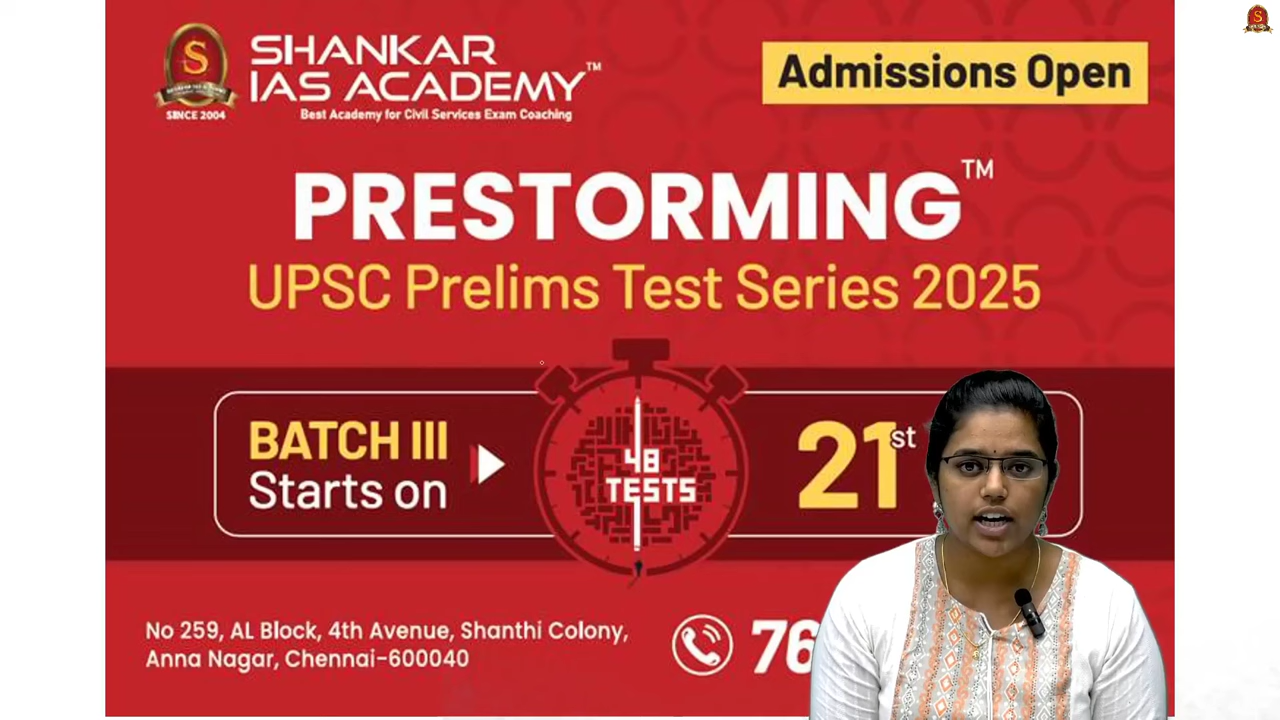 SHANKAR
IAS ACADEMY™
Best Academy for Civil Services Exam Coaching
SINCE 2004
Admissions Open
PRESTORMING™
UPSC Prelims Test Series 2025
BATCH III
Starts on
48
TESTS
21st
No 259, AL Block, 4th Avenue, Shanthi Colony,
Anna Nagar, Chennai-600040
76